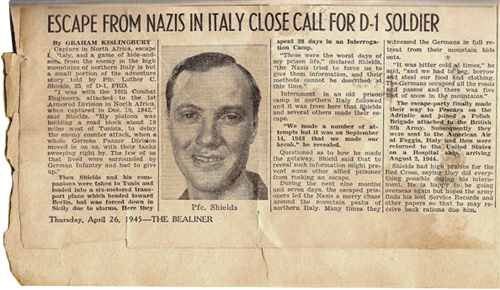 ESCAPE FROM NAZIS IN ITALY CLOSE CALL FOR D-1 SOLDIER
By GRAHAM KISLINGBURY
Capture in North Africa, escape
Italy, and a game of hide-and-
seek, from the enemy in the high
mountains of northern Italy is but
a small portion of the adventure
story told by Pfc. Luther C.
Shields, 25, of D-1, PRD.
"I was with the 16th Combat
Engineers, attached to the 1st
Armored Division in North Africa,
when captured in Dec. 10, 1942,"
said Shields. "My platoon was
building a road block about 18
miles west of Tunisia, to delay
the enemy counter attack, when a
whole German Panzer Division
moved in on us, with their tanks
sweeping right by. The few of us
that lived were surrounded by
German Infantry and had to give
up."
Then Shields and his com-
panions were taken to Tunis and
loaded into a six-motored trans-
port plane which headed toward
Berlin, but was forced down in
Sicily due to storms. Here they
Thursday, April 26, 1945—THE BEALINER
Pfc. Shields
spent 28 days in an Interroga-
tion Camp.
"Those were the worst days of
my prison life," declared Shields,
"the Nazis tried to force us to
give them information, and their
methods cannot be described at
this time."
Internment in an old prison
camp in northern Italy followed
and it was from here that Shields
and several others made their es-
cape.
"We made a number of at-
tempts but it was on September
14, 1943 that we made our
break," he revealed.
Questioned as to how he made
the getaway, Shield said that to
reveal such information might pre-
vent some other allied prisoner
from making an escape.
During the next nine months
and seven days, the escaped pris-
oners led the Nazis a merry chase
around the mountain peaks of
northern Italy. Many times they
witnessed the Germans in full re-
treat from their mountain hide
outs.
"It was bitter cold at times," he
said, "and we had to beg, borrow
and steal our food and clothing.
The Germans occupied all the roads
and passes and there was five
feet of snow in the mountains."
The escape-party finally made
their way to Pescara on the
Adriatic and joined a Polish
Brigade attached to the British
8th Army. Subsequently they
were sent to the American Air
at Foggia, Italy and then were
returned to the United States
via the hospital ship, arriving
August 2, 1944.
Shields had high praise for the
Red Cross, saying they did every-
thing possible during his intern-
ment. He is happy to be going
overseas again but hopes the army
finds his lost Service Records and
other papers so that he may re-
ceive back rations due him.